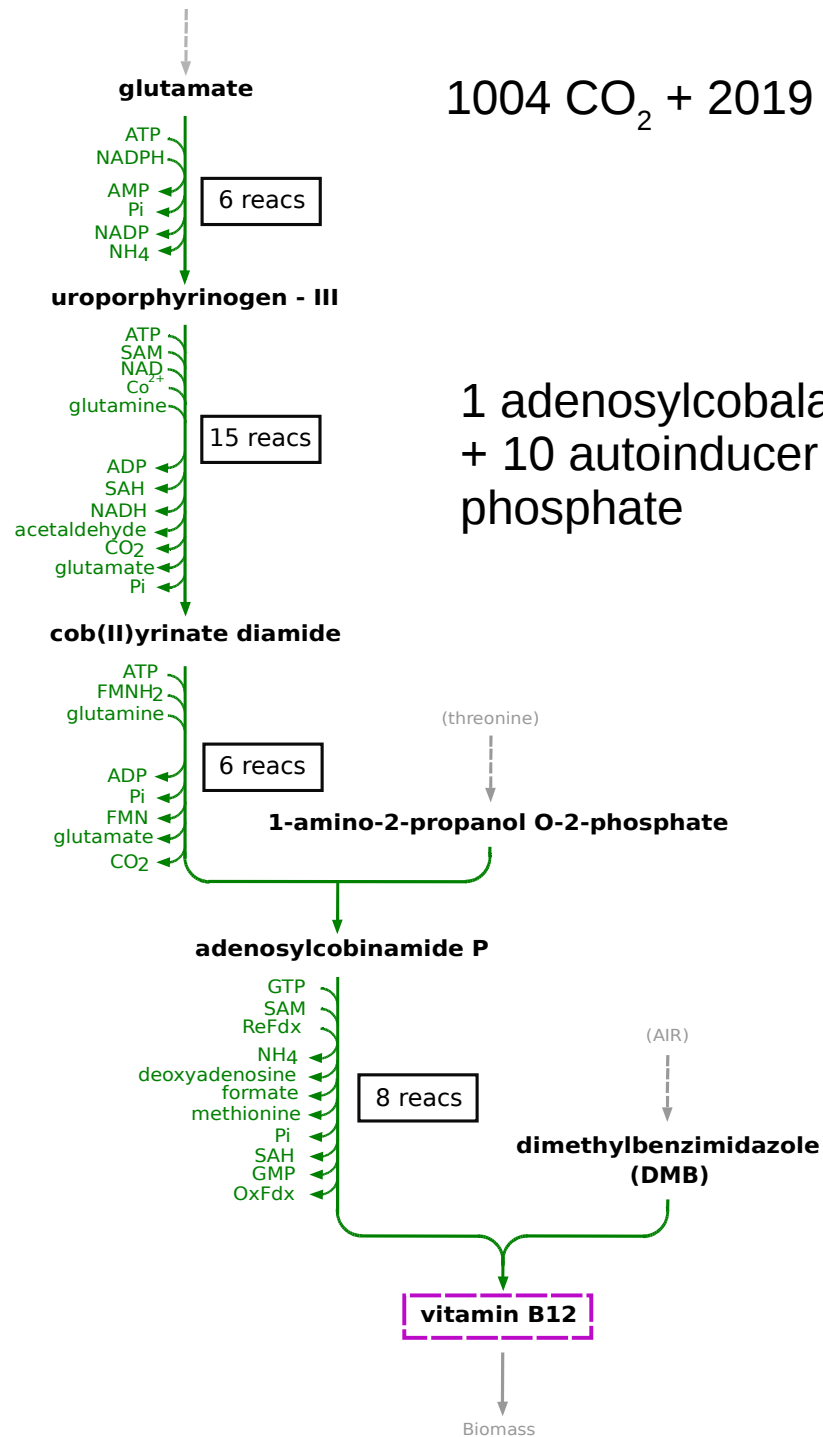 glutamate
1004 CO2 + 2019
ATP
NADPH
AMP
Pi
NADP
NH4
6 reacs
uroporphyrinogen - III
ATP
SAM
NAD
Co2+
glutamine
15 reacs
ADP
SAH
NADH
acetaldehyde
CO2
glutamate
Pi
1 adenosylcobala
+ 10 autoinducer
phosphate
cob(II)yrinate diamide
ATP
FMNH2
glutamine
(threonine)
6 reacs
ADP
Pi
FMN
glutamate
CO2
1-amino-2-propanol O-2-phosphate
adenosylcobinamide P
GTP
SAM
ReFdx
NH4
deoxyadenosine
formate
methionine
Pi
SAH
GMP
OxFdx
8 reacs
(AIR)
dimethylbenzimidazole
(DMB)
vitamin B12
Biomass